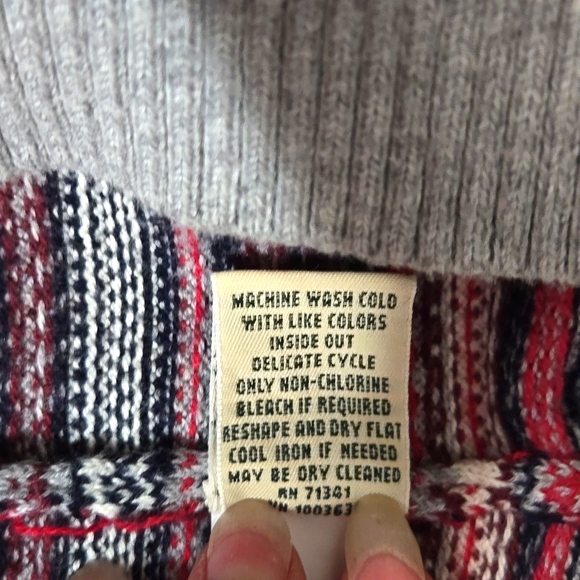 MACHINE WASH COLD
WITH LIKE COLORS
INSIDE OUT
DELICATE CYCLE
ONLY NON-CHLORINE
BLEACH IF REQUIRED
RESHAPE AND DRY FLAT
COOL IRON IF NEEDED
MAY BE DRY CLEANED
RN 71341